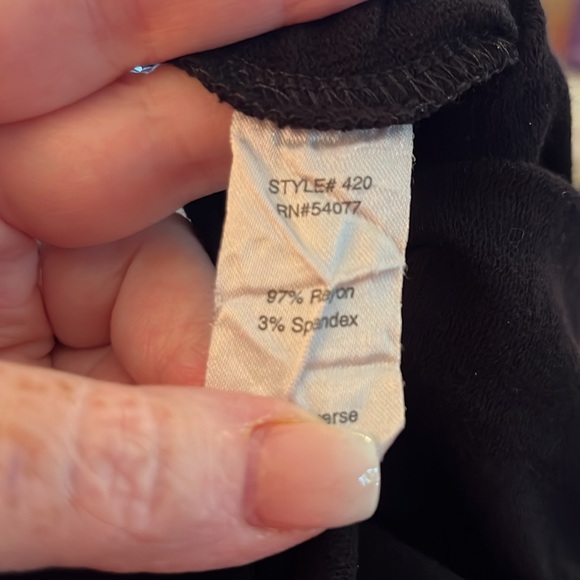 STYLE# 420
RN#54077
97% Rayon
3% Spandex